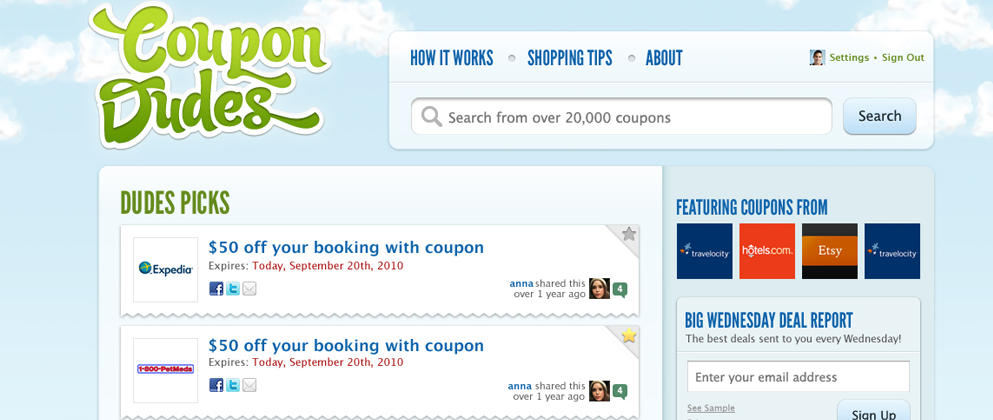 Coupon
Dudes
HOW IT WORKS SHOPPING TIPS ABOUT
Settings • Sign Out
Search from over 20,000 coupons
Search
DUDES PICKS
Expedia
$50 off your booking with coupon
Expires: Today, September 20th, 2010
anna shared this
over 1 year ago
4
1-800-PetMeds
$50 off your booking with coupon
Expires: Today, September 20th, 2010
anna shared this
over 1 year ago
4
FEATURING COUPONS FROM
travelocity
hotels.com
Etsy
travelocity
BIG WEDNESDAY DEAL REPORT
The best deals sent to you every Wednesday!
Enter your email address
See Sample
Sign Up